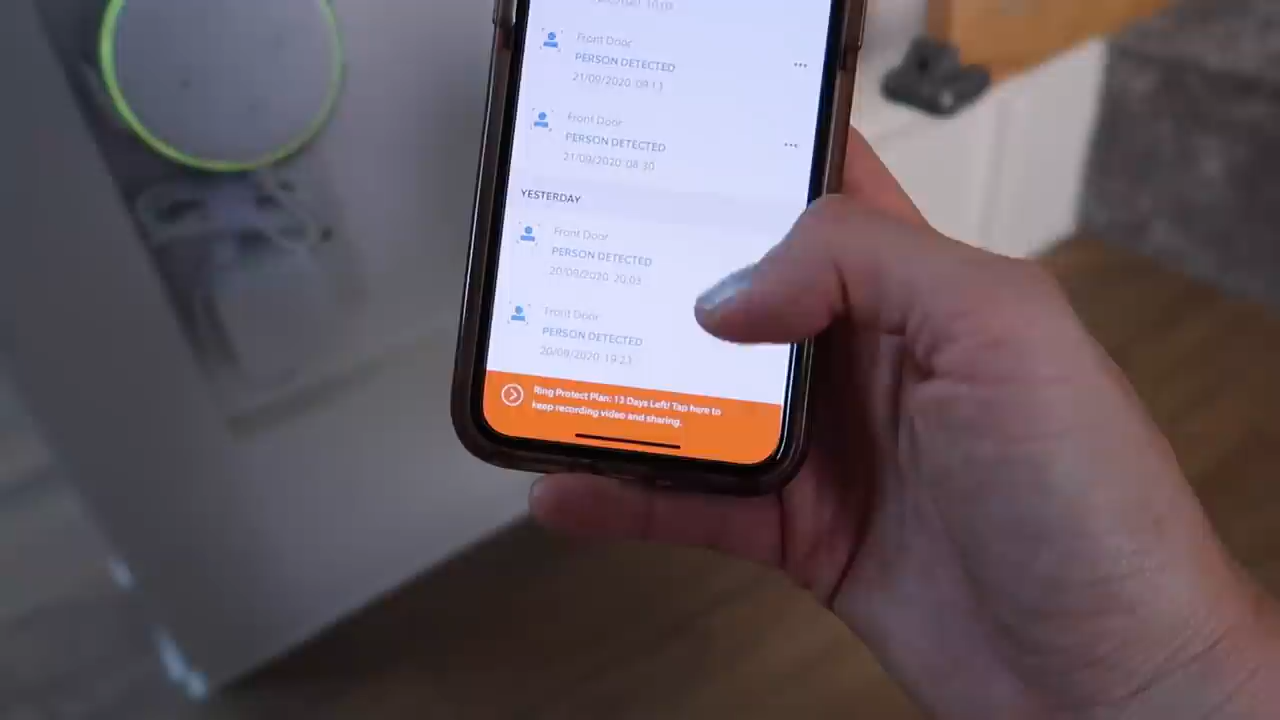 Front Door
PERSON DETECTED
21/09/2020 09:13
Front Door
PERSON DETECTED
21/09/2020 08:30
YESTERDAY
Front Door
PERSON DETECTED
20/09/2020 20:03
Front Door
PERSON DETECTED
20/09/2020 19:23
Ring Protect Plan: 13 Days Left! Tap here to
keep recording video and sharing.